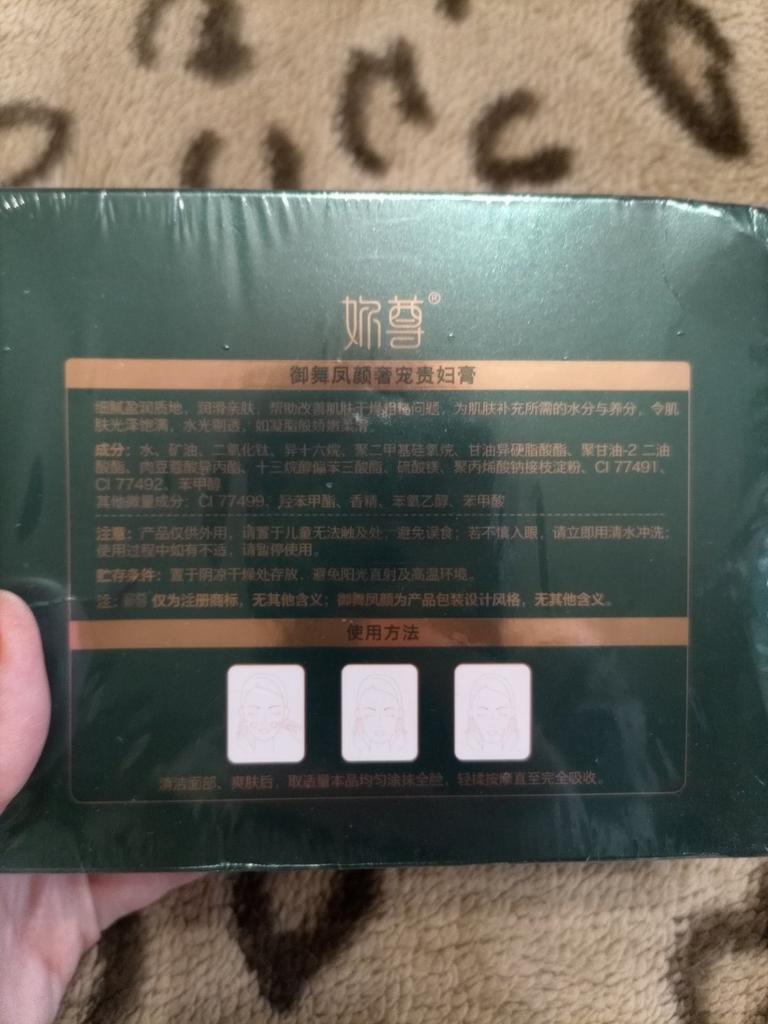 妳尊®
御舞凤颜奢宠贵妇膏
细腻盈润质地，润滑亲肤，帮助改善肌肤干燥粗糙问题，为肌肤补充所需的水分与养分，令肌
肤光泽饱满，水光剔透，如凝脂般娇嫩柔滑。
成分：水、矿油、二氧化钛、异十六烷、聚二甲基硅氧烷、甘油异硬脂酸酯、聚甘油-2 二油
酸酯、肉豆蔻酸异丙酯、十三烷醇偏苯三酸酯、硫酸镁、聚丙烯酸钠接枝淀粉、CI 77491、
CI 77492、苯甲醇
其他微量成分：CI 77499、羟苯甲酯、香精、苯氧乙醇、苯甲酸
注意：产品仅供外用，请置于儿童无法触及处，避免误食；若不慎入眼，请立即用清水冲洗；
使用过程中如有不适，请暂停使用。
贮存条件：置于阴凉干燥处存放，避免阳光直射及高温环境。
注： 仅为注册商标，无其他含义；御舞凤颜为产品包装设计风格，无其他含义。
使用方法
清洁面部、爽肤后，取适量本品均匀涂抹全脸，轻揉按摩直至完全吸收。